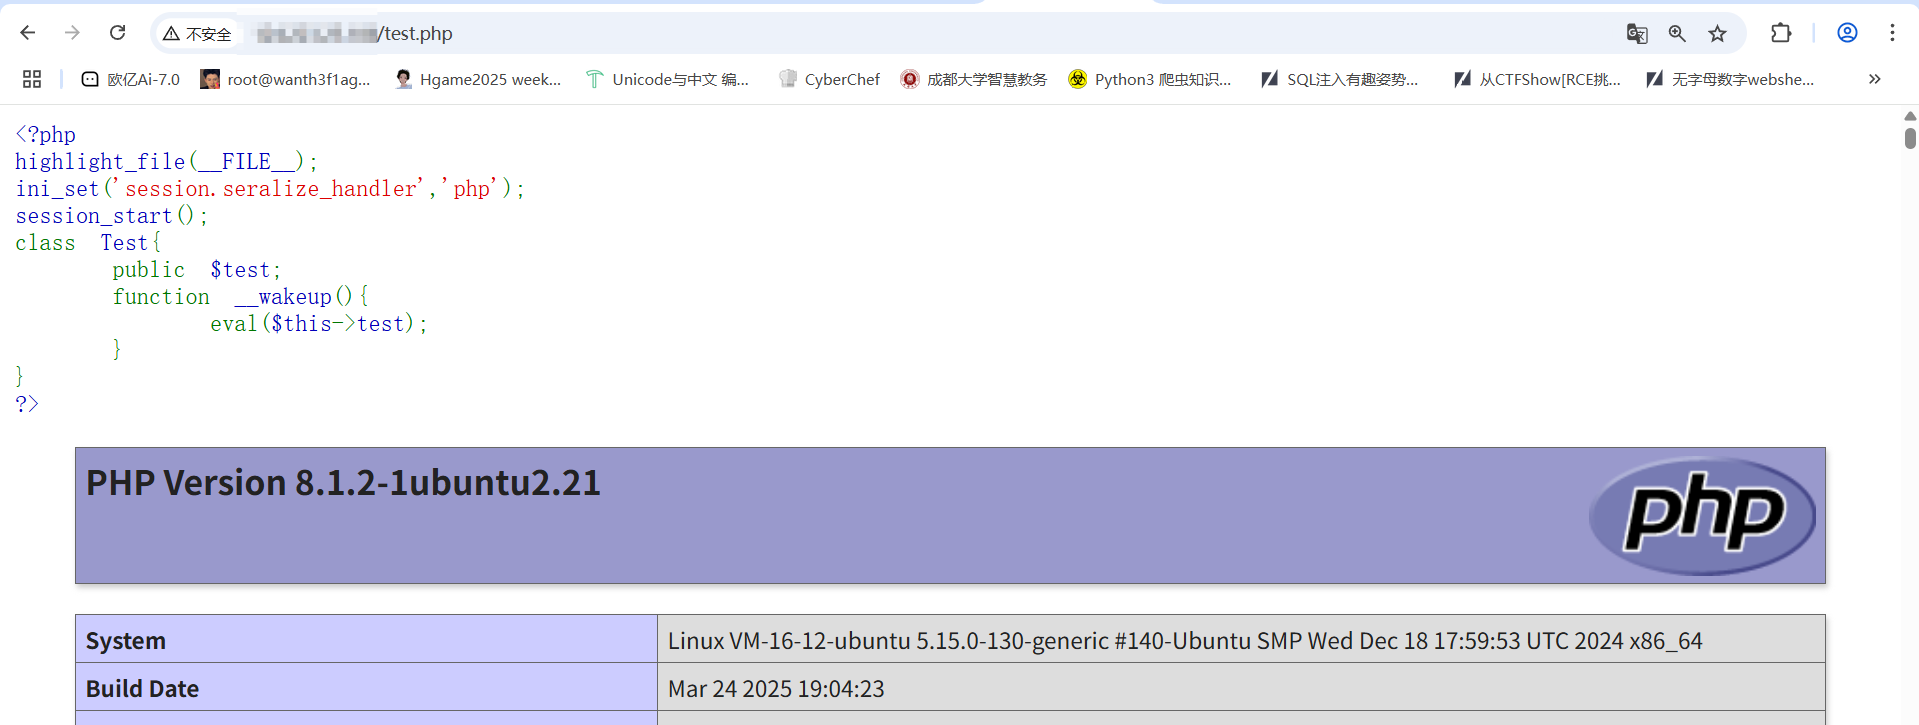 不安全 /test.php
欧亿Ai-7.0 root@wanth3f1ag... Hgame2025 week... Unicode与中文 编... CyberChef 成都大学智慧教务 Python3 爬虫知识... SQL注入有趣姿势... 从CTFShow[RCE挑... 无字母数字webshe... »
<?php
highlight_file(__FILE__);
ini_set('session.seralize_handler','php');
session_start();
class Test{
public $test;
function __wakeup(){
eval($this->test);
}
}
?>
PHP Version 8.1.2-1ubuntu2.21
php
System Linux VM-16-12-ubuntu 5.15.0-130-generic #140-Ubuntu SMP Wed Dec 18 17:59:53 UTC 2024 x86_64
Build Date Mar 24 2025 19:04:23